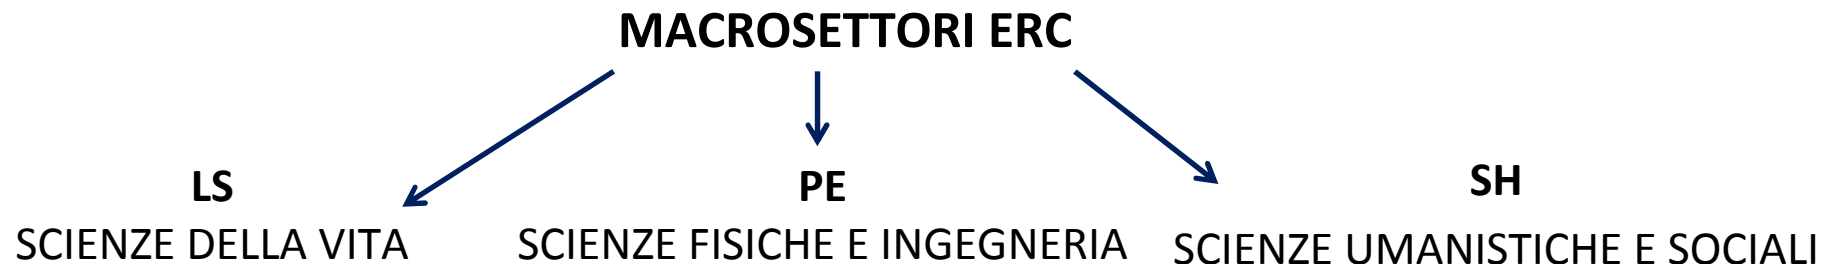 MACROSETTORI ERC
LS
SCIENZE DELLA VITA
PE
SCIENZE FISICHE E INGEGNERIA
SH
SCIENZE UMANISTICHE E SOCIALI